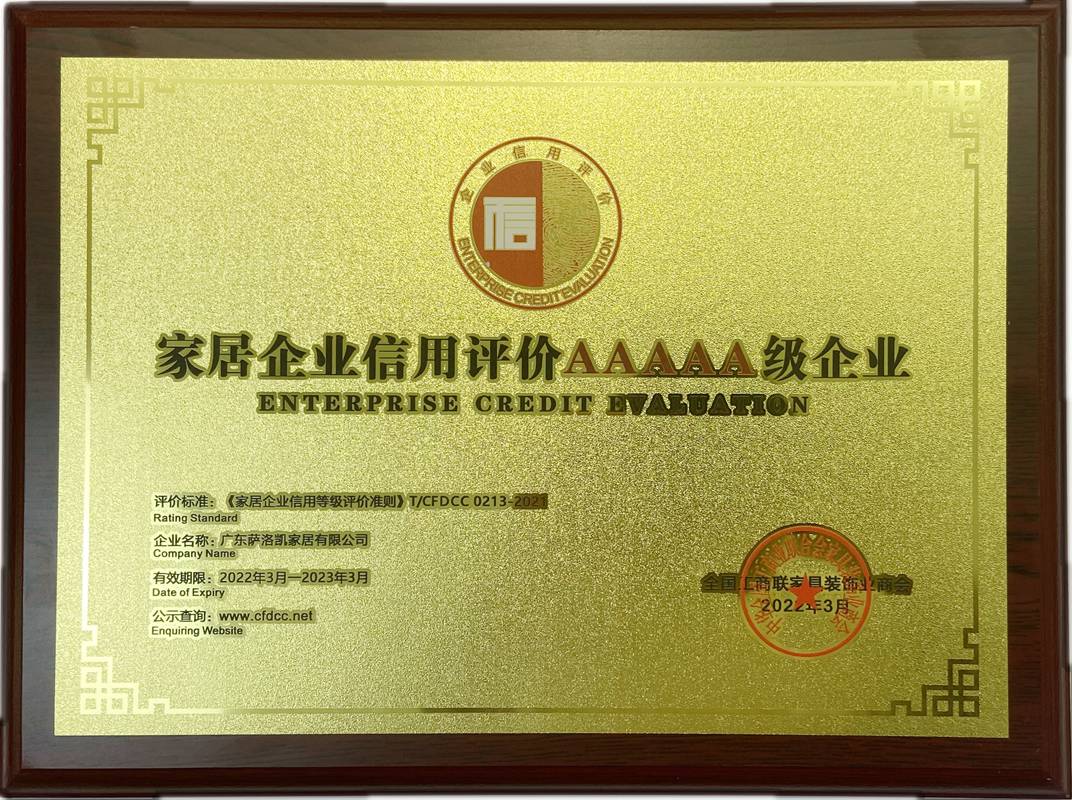 企业信用评价
信
ENTERPRISE CREDIT EVALUATION
家居企业信用评价AAAAA级企业
ENTERPRISE CREDIT EVALUATION
评价标准：《家居企业信用等级评价准则》T/CFDCC 0213-2021
Rating Standard
企业名称：广东萨洛凯家居有限公司
Company Name
有效期限：2022年3月—2023年3月
Date of Expiry
公示查询：www.cfdcc.net
Enquiring Website
全国工商联家具装饰业商会
2022年3月